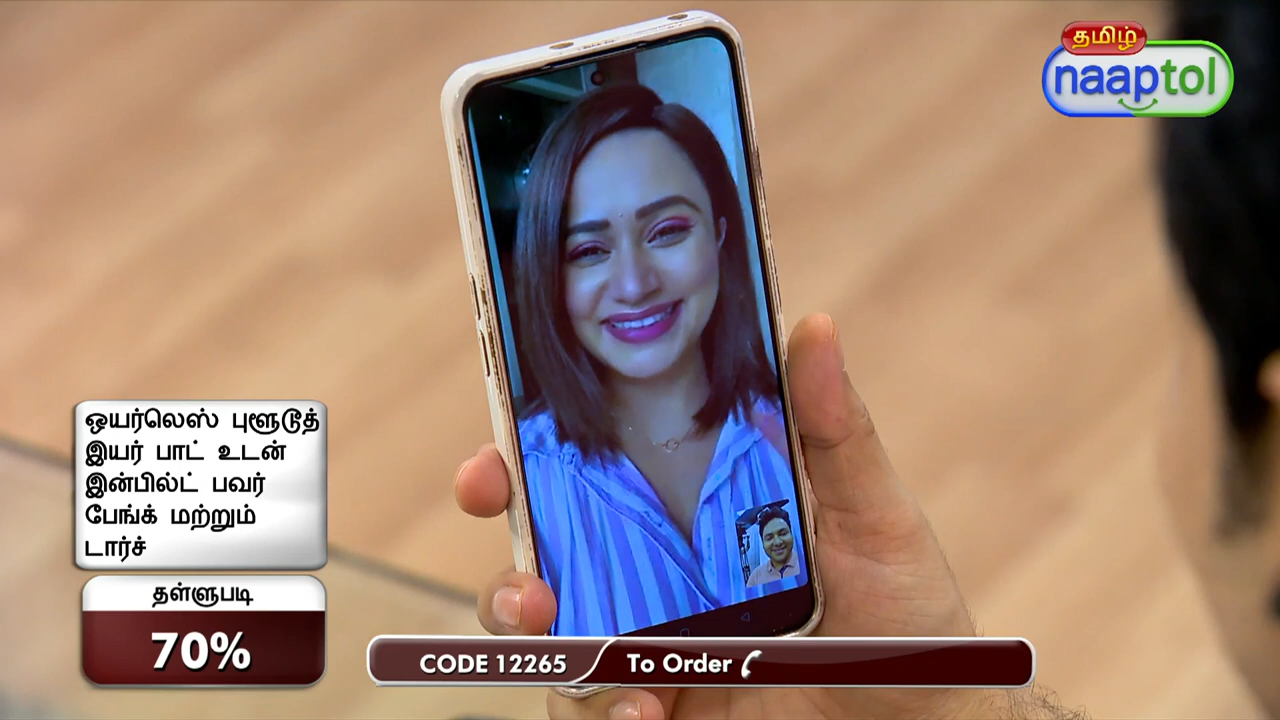 தமிழ்
naaptol
ஒயர்லெஸ் புளூடூத்
இயர் பாட் உடன்
இன்பில்ட் பவர்
பேங்க் மற்றும்
டார்ச்
தள்ளுபடி
70%
CODE 12265 To Order